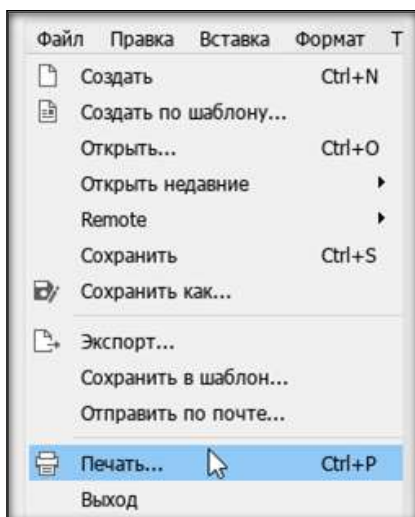 Файл Правка Вставка Формат Т
Создать Ctrl+N
Создать по шаблону...
Открыть... Ctrl+O
Открыть недавние
Remote
Сохранить Ctrl+S
Сохранить как...
Экспорт...
Сохранить в шаблон...
Отправить по почте...
Печать... Ctrl+P
Выход